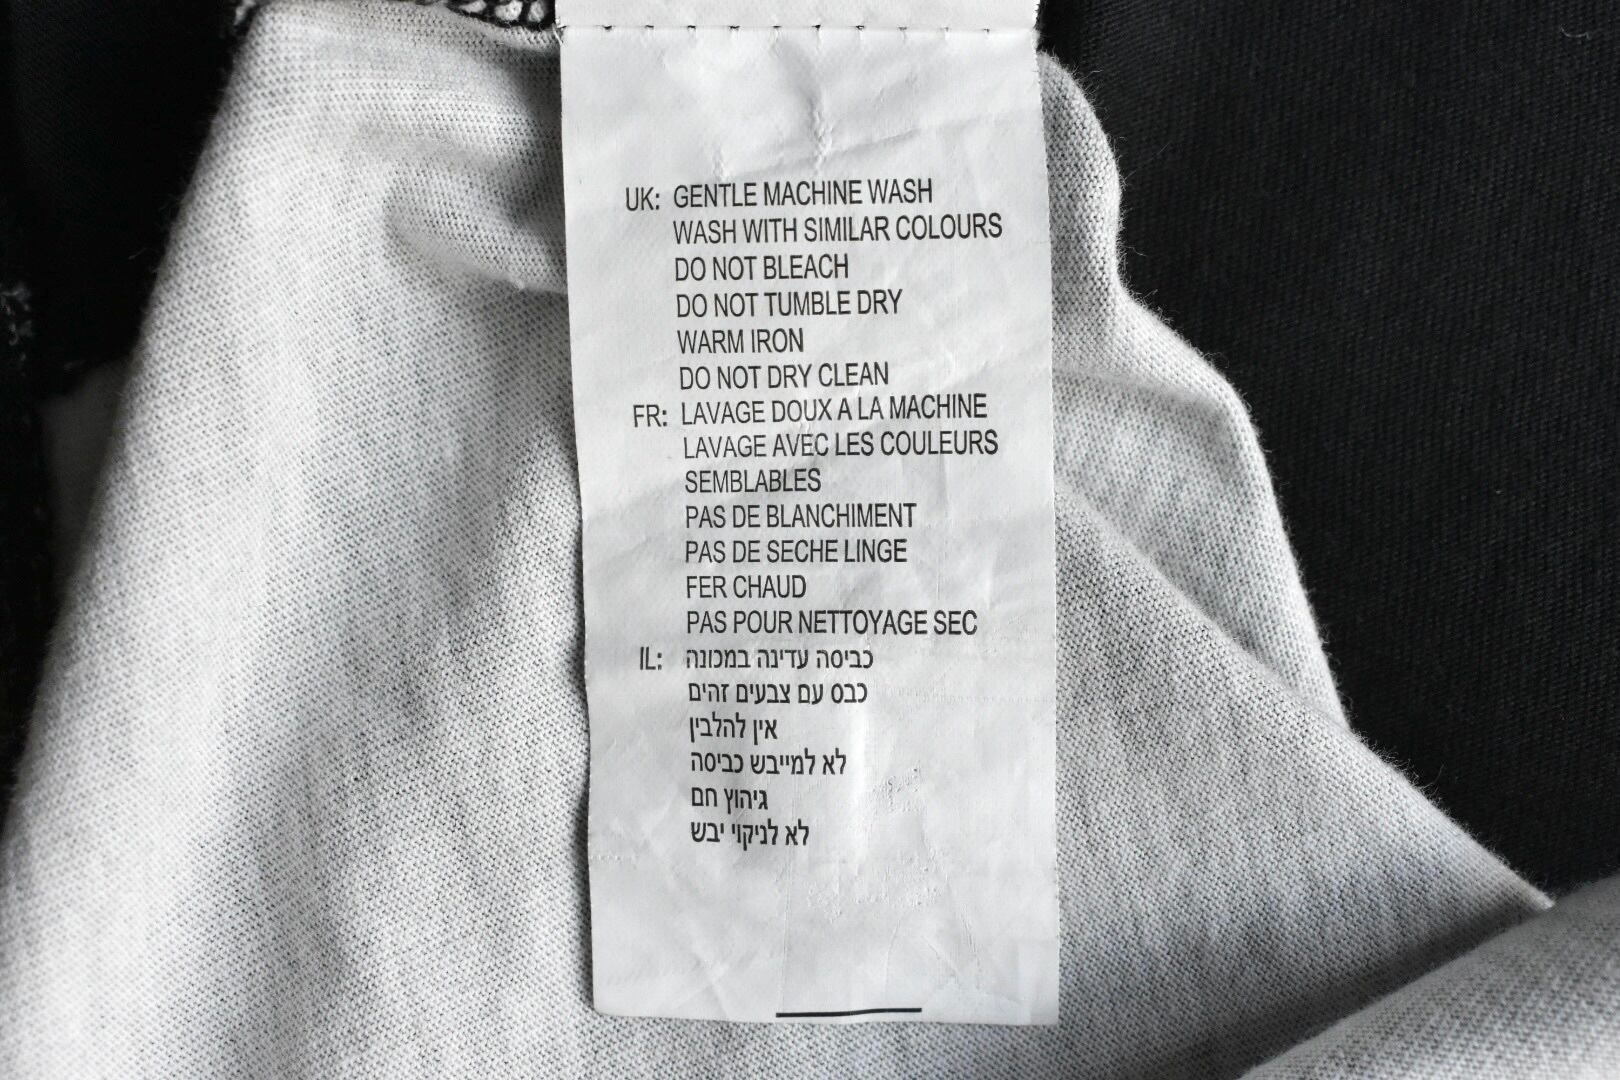 UK: GENTLE MACHINE WASH
WASH WITH SIMILAR COLOURS
DO NOT BLEACH
DO NOT TUMBLE DRY
WARM IRON
DO NOT DRY CLEAN
FR: LAVAGE DOUX A LA MACHINE
LAVAGE AVEC LES COULEURS
SEMBLABLES
PAS DE BLANCHIMENT
PAS DE SECHE LINGE
FER CHAUD
PAS POUR NETTOYAGE SEC
IL: כביסה עדינה במכונה
כבס עם צבעים זהים
אין להלבין
לא למייבש כביסה
גיהוץ חם
לא לניקוי יבש